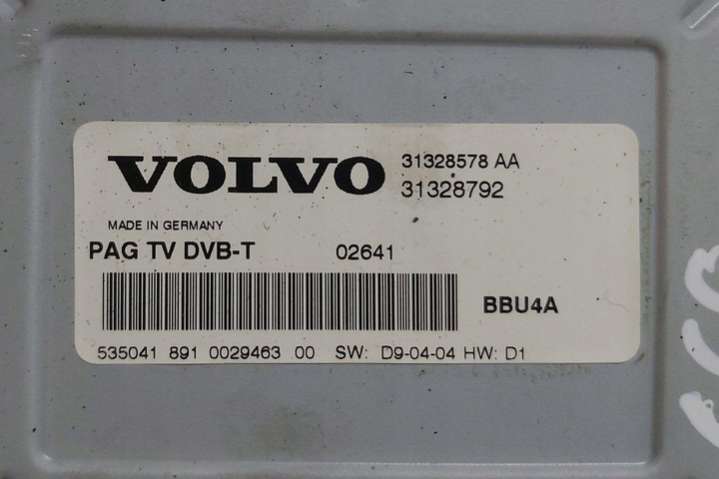 VOLVO 31328578 AA
31328792
MADE IN GERMANY
PAG TV DVB-T 02641
BBU4A
535041 891 0029463 00 SW: D9-04-04 HW: D1